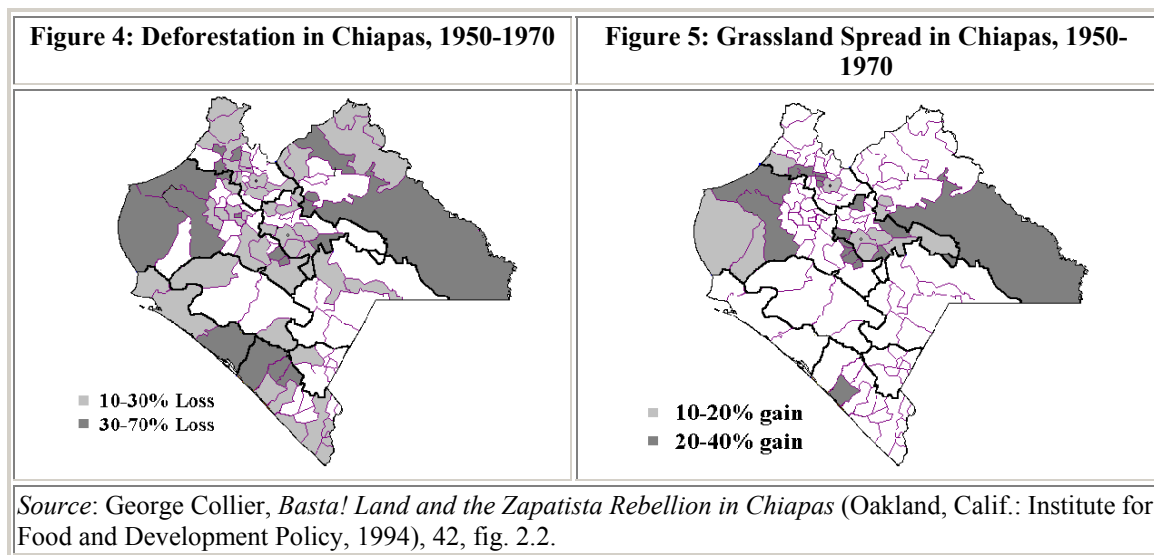 Figure 4: Deforestation in Chiapas, 1950-1970
Figure 5: Grassland Spread in Chiapas, 1950-
1970
10-30% Loss
30-70% Loss
10-20% gain
20-40% gain
Source: George Collier, Basta! Land and the Zapatista Rebellion in Chiapas (Oakland, Calif.: Institute for
Food and Development Policy, 1994), 42, fig. 2.2.